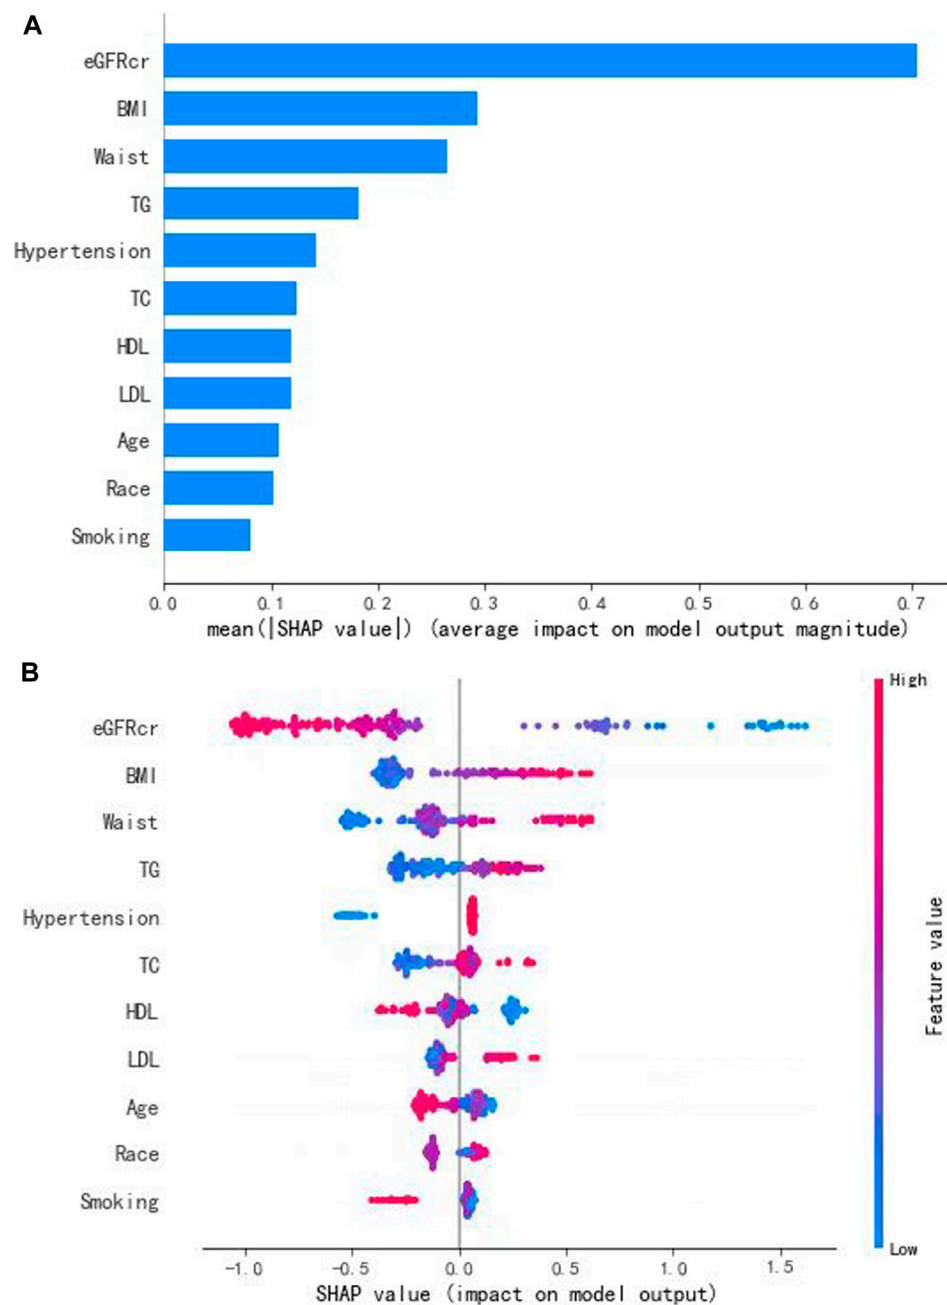 A
eGFRcr
BMI
Waist
TG
Hypertension
TC
HDL
LDL
Age
Race
Smoking
0.0 0.1 0.2 0.3 0.4 0.5 0.6 0.7
mean(|SHAP value|) (average impact on model output magnitude)
B
High
eGFRcr
BMI
Waist
TG
Hypertension
TC
HDL
LDL
Age
Race
Smoking
Feature value
Low
-1.0 -0.5 0.0 0.5 1.0 1.5
SHAP value (impact on model output)